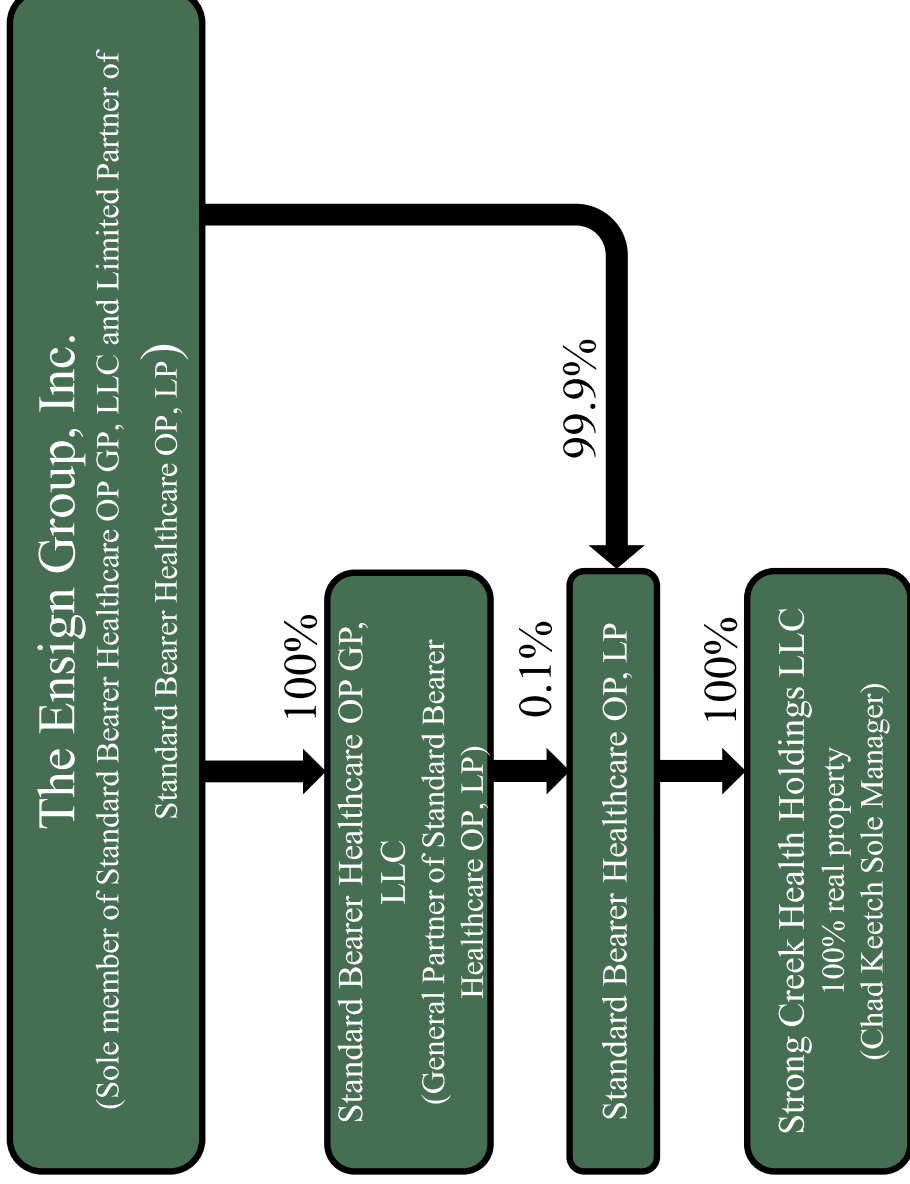 The Ensign Group, Inc.
(Sole member of Standard Bearer Healthcare OP GP, LLC and Limited Partner of
Standard Bearer Healthcare OP, LP)
100%
Standard Bearer Healthcare OP GP,
LLC
(General Partner of Standard Bearer
Healthcare OP, LP)
0.1%
99.9%
Standard Bearer Healthcare OP, LP
100%
Strong Creek Health Holdings LLC
100% real property
(Chad Keetch Sole Manager)